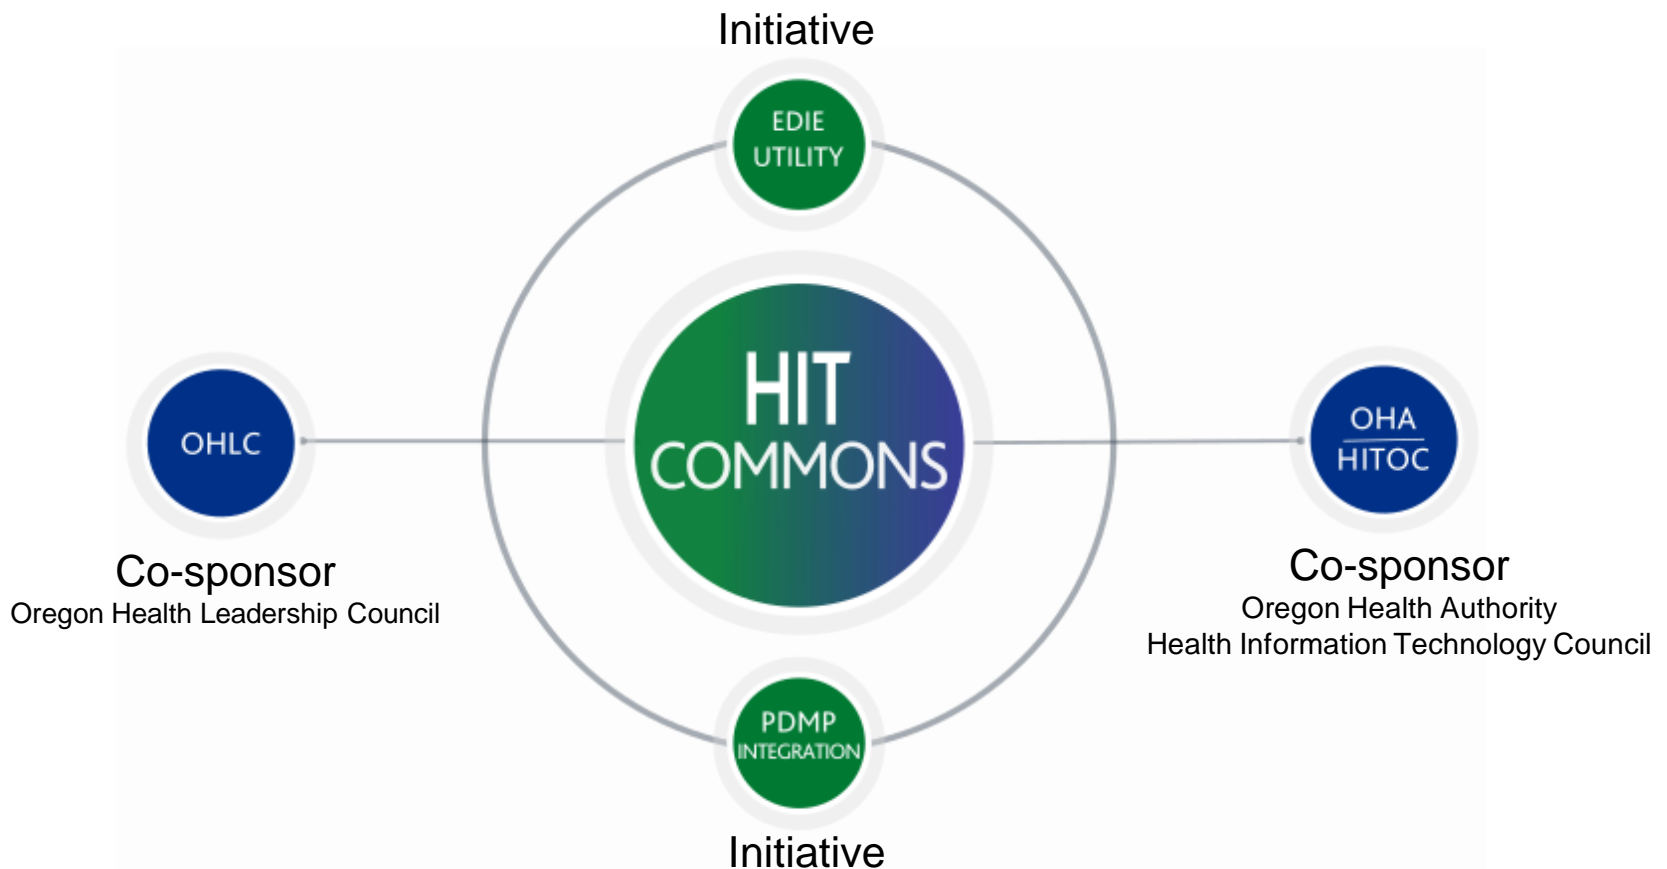 Initiative
EDIE
UTILITY
HIT
COMMONS
OHLC
Co-sponsor
Oregon Health Leadership Council
OHA
HITOC
Co-sponsor
Oregon Health Authority
Health Information Technology Council
PDMP
INTEGRATION
Initiative